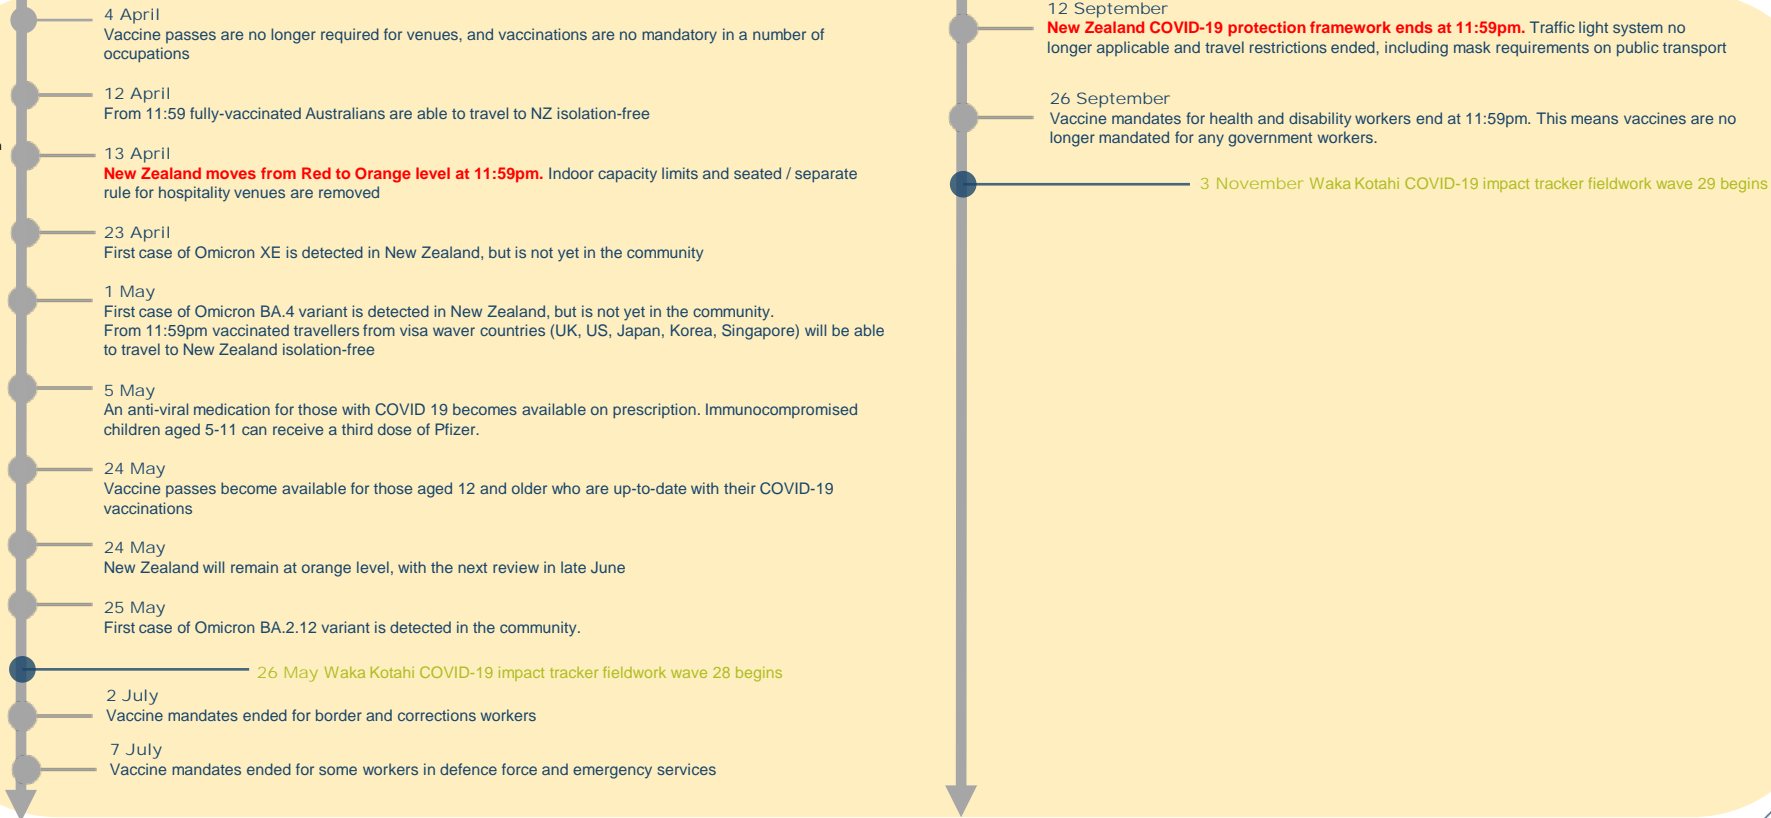 4 April
Vaccine passes are no longer required for venues, and vaccinations are no mandatory in a number of
occupations
12 April
From 11:59 fully-vaccinated Australians are able to travel to NZ isolation-free
13 April
New Zealand moves from Red to Orange level at 11:59pm. Indoor capacity limits and seated / separate
rule for hospitality venues are removed
23 April
First case of Omicron XE is detected in New Zealand, but is not yet in the community
1 May
First case of Omicron BA.4 variant is detected in New Zealand, but is not yet in the community.
From 11:59pm vaccinated travellers from visa waver countries (UK, US, Japan, Korea, Singapore) will be able
to travel to New Zealand isolation-free
5 May
An anti-viral medication for those with COVID 19 becomes available on prescription. Immunocompromised
children aged 5-11 can receive a third dose of Pfizer.
24 May
Vaccine passes become available for those aged 12 and older who are up-to-date with their COVID-19
vaccinations
24 May
New Zealand will remain at orange level, with the next review in late June
25 May
First case of Omicron BA.2.12 variant is detected in the community.
26 May Waka Kotahi COVID-19 impact tracker fieldwork wave 28 begins
2 July
Vaccine mandates ended for border and corrections workers
7 July
Vaccine mandates ended for some workers in defence force and emergency services
12 September
New Zealand COVID-19 protection framework ends at 11:59pm. Traffic light system no
longer applicable and travel restrictions ended, including mask requirements on public transport
26 September
Vaccine mandates for health and disability workers end at 11:59pm. This means vaccines are no
longer mandated for any government workers.
3 November Waka Kotahi COVID-19 impact tracker fieldwork wave 29 begins